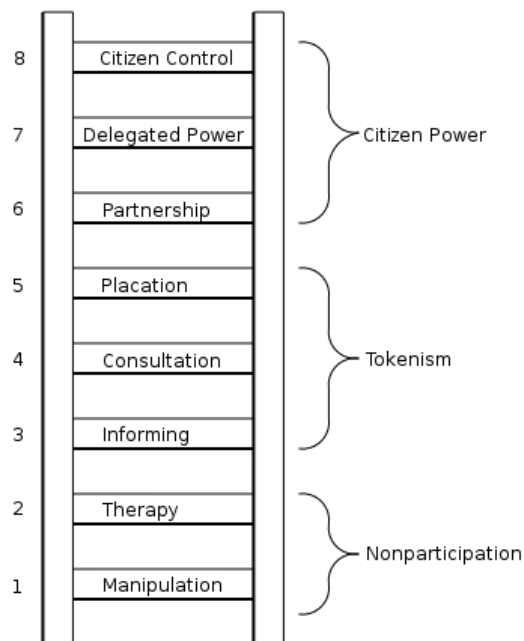 8 Citizen Control
7 Delegated Power
Citizen Power
6 Partnership
5 Placation
4 Consultation
Tokenism
3 Informing
2 Therapy
Nonparticipation
1 Manipulation